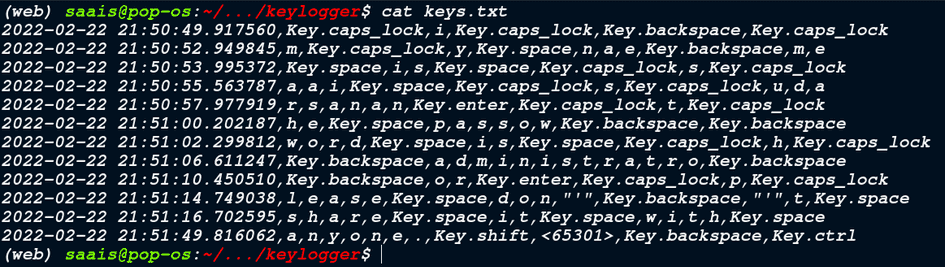 (web) saais@pop-os:~/.../keylogger$ cat keys.txt
2022-02-22 21:50:49.917560,Key.caps_lock,i,Key.caps_lock,Key.backspace,Key.caps_lock
2022-02-22 21:50:52.949845,m,Key.caps_lock,y,Key.space,n,a,e,Key.backspace,m,e
2022-02-22 21:50:53.995372,Key.space,i,s,Key.space,Key.caps_lock,s,Key.caps_lock
2022-02-22 21:50:55.563787,a,a,i,Key.space,Key.caps_lock,s,Key.caps_lock,u,d,a
2022-02-22 21:50:57.977919,r,s,a,n,a,n,Key.enter,Key.caps_lock,t,Key.caps_lock
2022-02-22 21:51:00.202187,h,e,Key.space,p,a,s,s,o,w,Key.backspace,Key.backspace
2022-02-22 21:51:02.299812,w,o,r,d,Key.space,i,s,Key.space,Key.caps_lock,h,Key.caps_lock
2022-02-22 21:51:06.611247,Key.backspace,a,d,m,i,n,i,s,t,r,a,t,r,o,Key.backspace
2022-02-22 21:51:10.450510,Key.backspace,o,r,Key.enter,Key.caps_lock,p,Key.caps_lock
2022-02-22 21:51:14.749038,l,e,a,s,e,Key.space,d,o,n,"'",Key.backspace,"'",t,Key.space
2022-02-22 21:51:16.702595,s,h,a,r,e,Key.space,i,t,Key.space,w,i,t,h,Key.space
2022-02-22 21:51:49.816062,a,n,y,o,n,e,.,Key.shift,<65301>,Key.backspace,Key.ctrl
(web) saais@pop-os:~/.../keylogger$